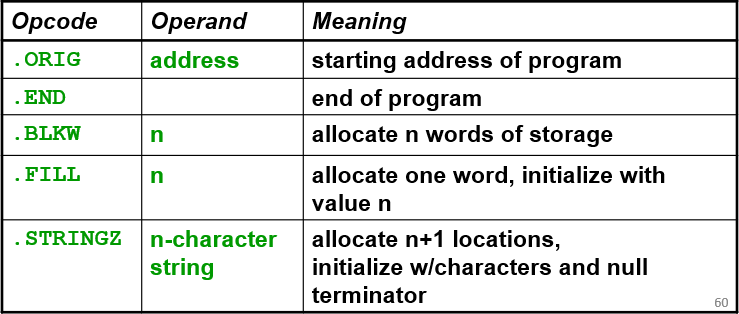 Opcode Operand Meaning
.ORIG address starting address of program
.END end of program
.BLKW n allocate n words of storage
.FILL n allocate one word, initialize with
value n
.STRINGZ n-character allocate n+1 locations,
string initialize w/characters and null
terminator
60